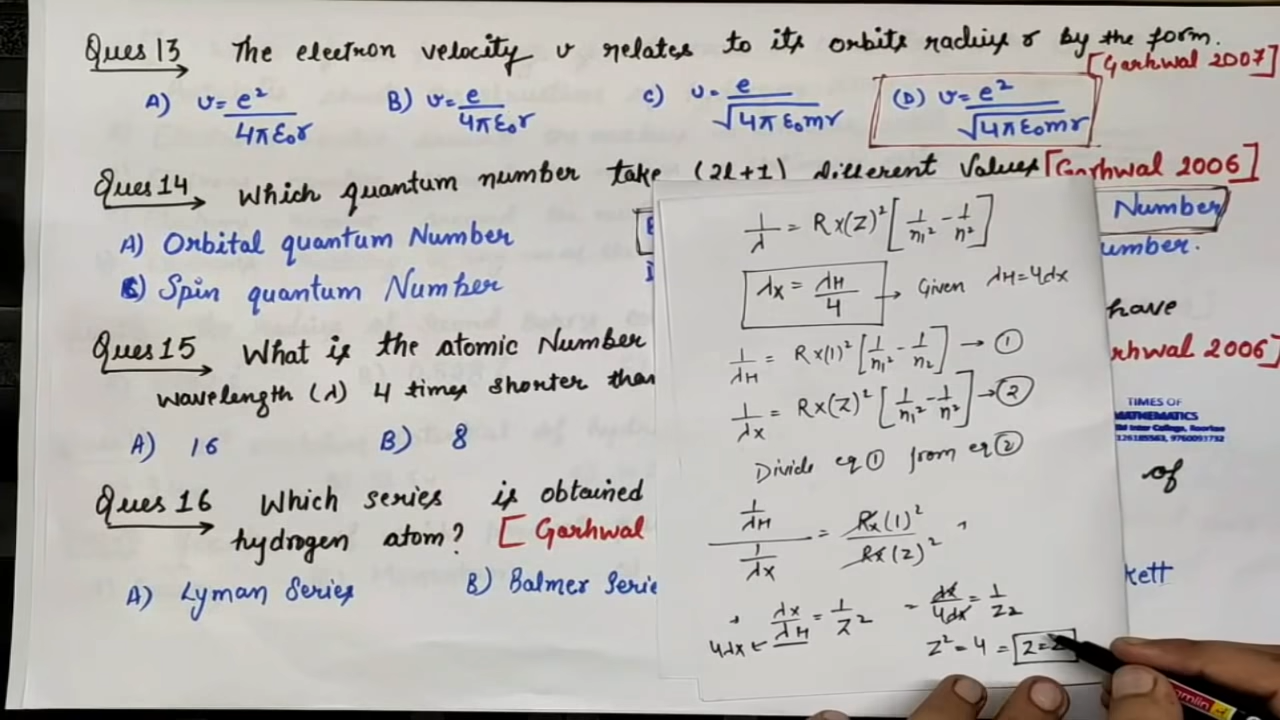 Ques 13 The electron velocity v relates to its orbits radius r by the form.
[Garhwal 2007]
A) v = e²/4πε₀r B) v = e/4πε₀r C) v = e/√4πε₀mr (D) v = e²/√4πε₀mr
Ques 14 Which quantum number take (2l+1) different Values [Garhwal 2006]
A) Orbital quantum Number
Number
C) Spin quantum Number
umber.
Ques 15 What is the atomic Number
have
wavelength (λ) 4 times shorter than
rhwal 2006]
A) 16 B) 8
Ques 16 Which series is obtained
of
hydrogen atom? [Garhwal
A) Lyman Series B) Balmer Serie
kett
TIMES OF
MATHEMATICS
1/λ = R×(Z)² [1/n₁² - 1/n²]
λx = λH/4 → Given λH=4λx
1/λH = R×(1)² [1/n₁² - 1/n₂] → ①
1/λx = R×(Z)² [1/n₁² - 1/n²] → ②
Divide eq ① from eq ②
1/λH / 1/λx = R×(1)² / R×(Z)²
4λx ← λx/λH = 1/Z² = λx/4λx = 1/Z2
Z² = 4 = Z=2